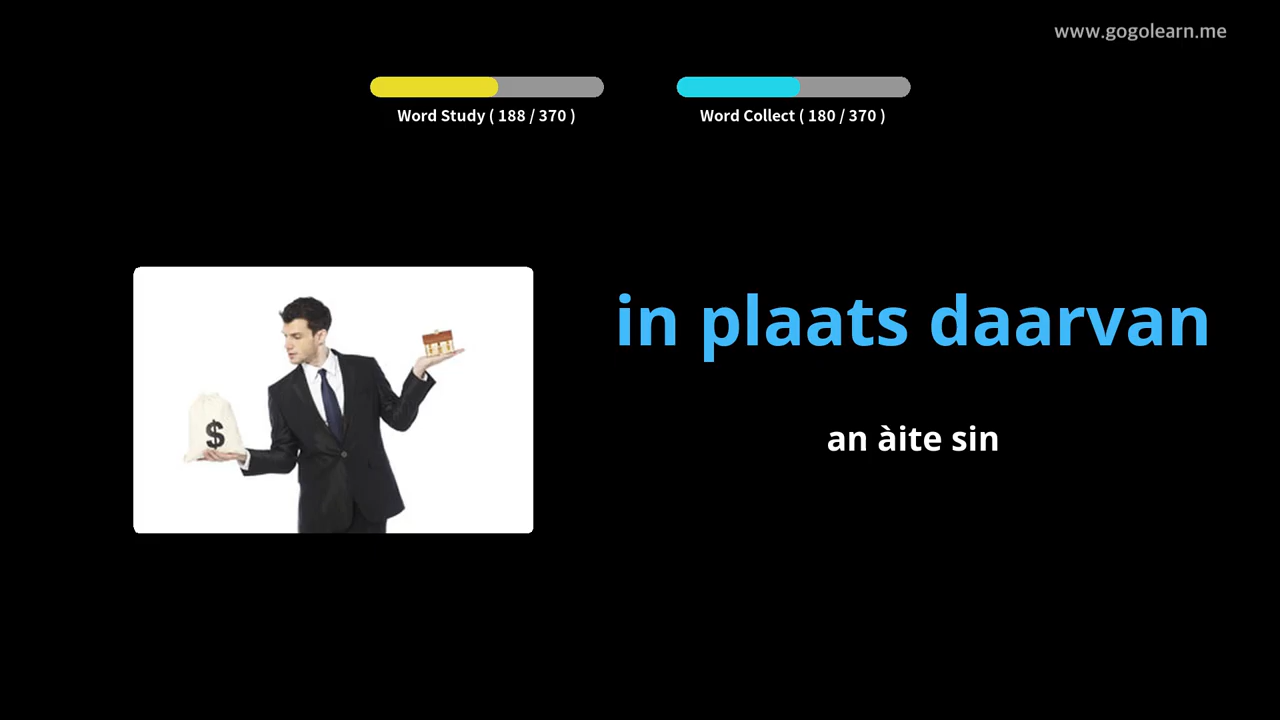 www.gogolearn.me
Word Study ( 188 / 370 )
Word Collect ( 180 / 370 )
in plaats daarvan
an àite sin
$